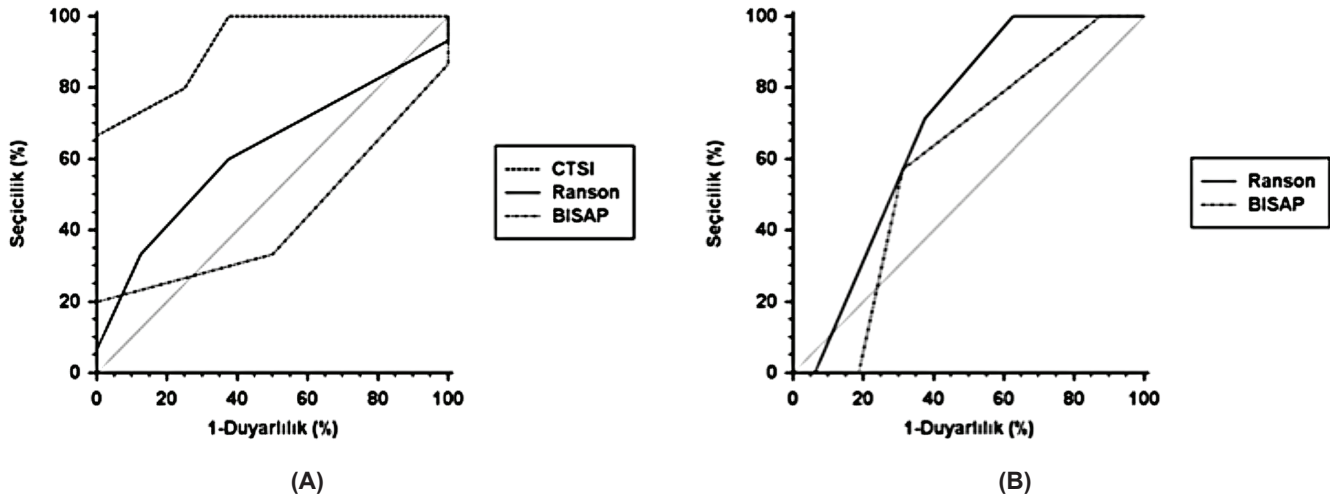 100
80
60
40
20
0
Seçicilik (%)
0 20 40 60 80 100
1-Duyarlılık (%)
CTSI
Ranson
BISAP
(A)
100
80
60
40
20
0
Seçicilik (%)
0 20 40 60 80 100
1-Duyarlılık (%)
Ranson
BISAP
(B)